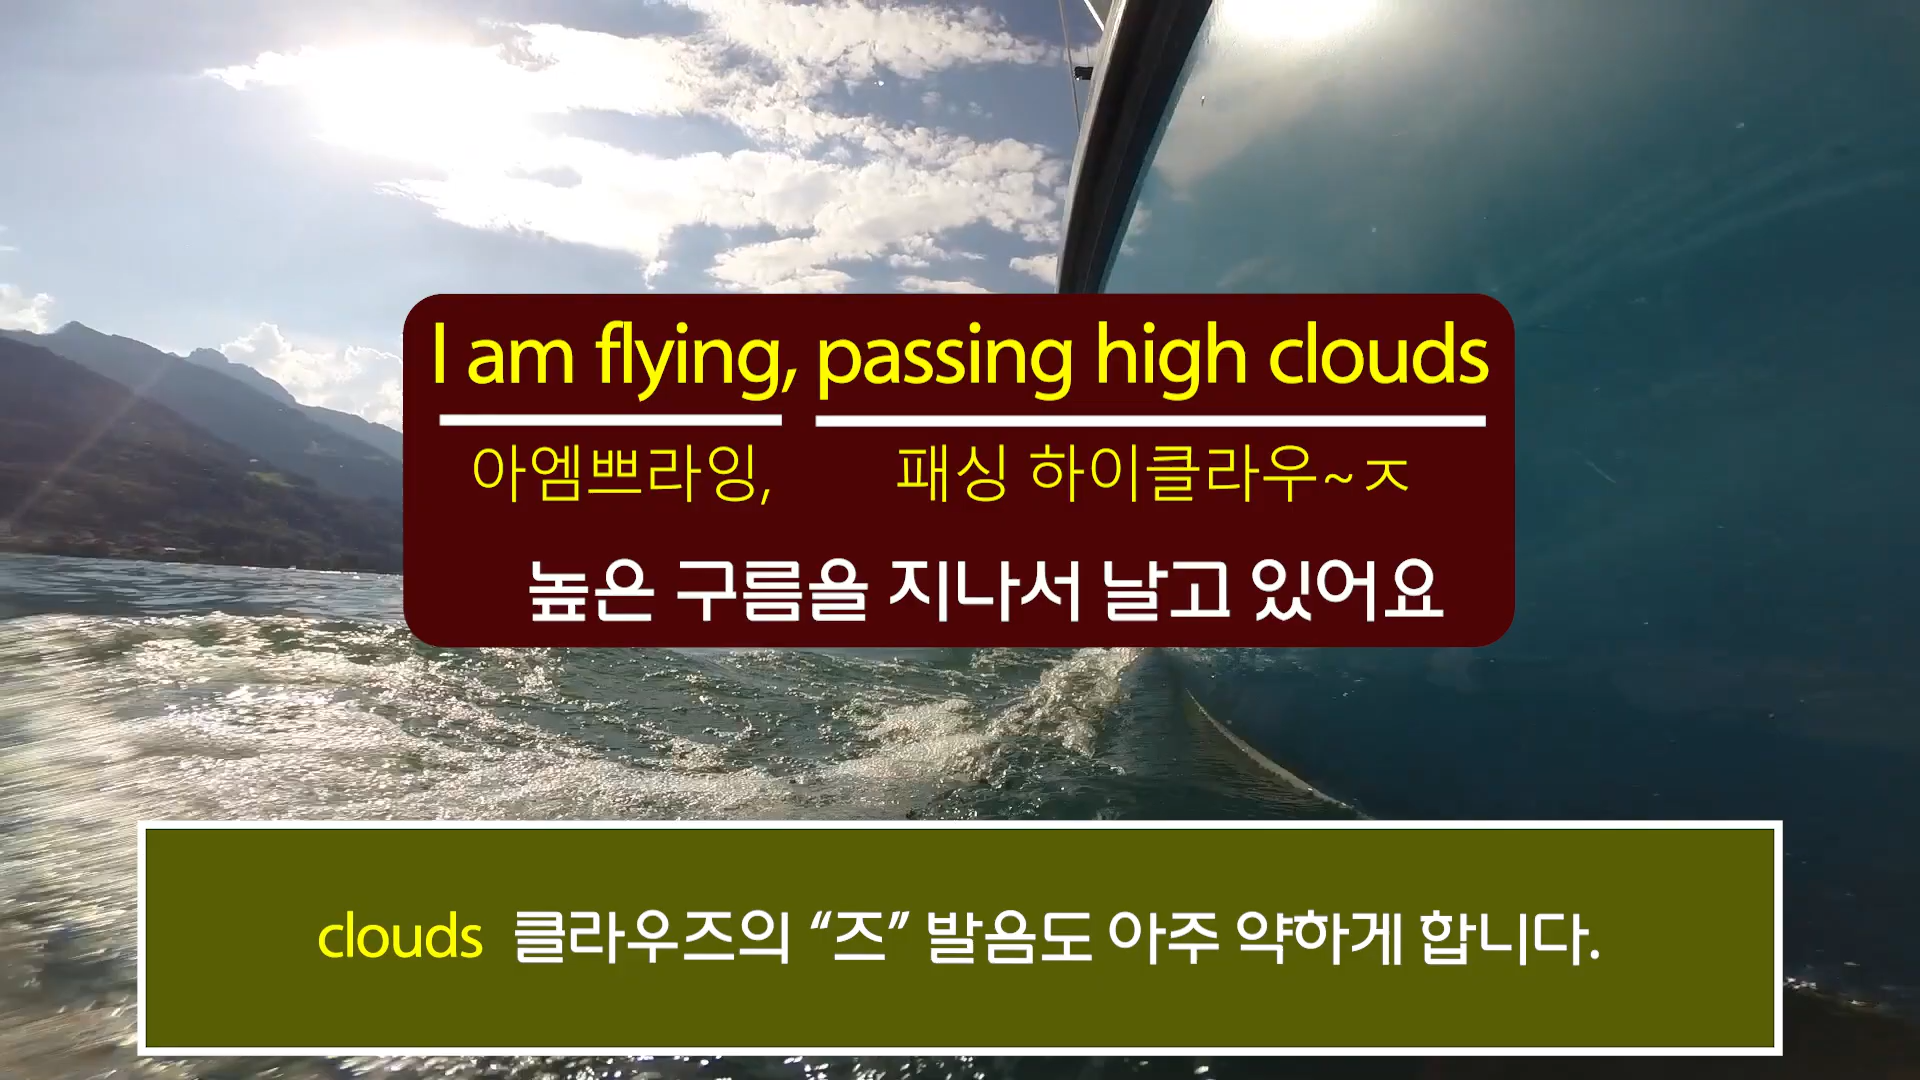 I am flying, passing high clouds
아엠쁘라잉, 패싱 하이클라우~ㅈ
높은 구름을 지나서 날고 있어요
clouds 클라우즈의 “즈” 발음도 아주 약하게 합니다.